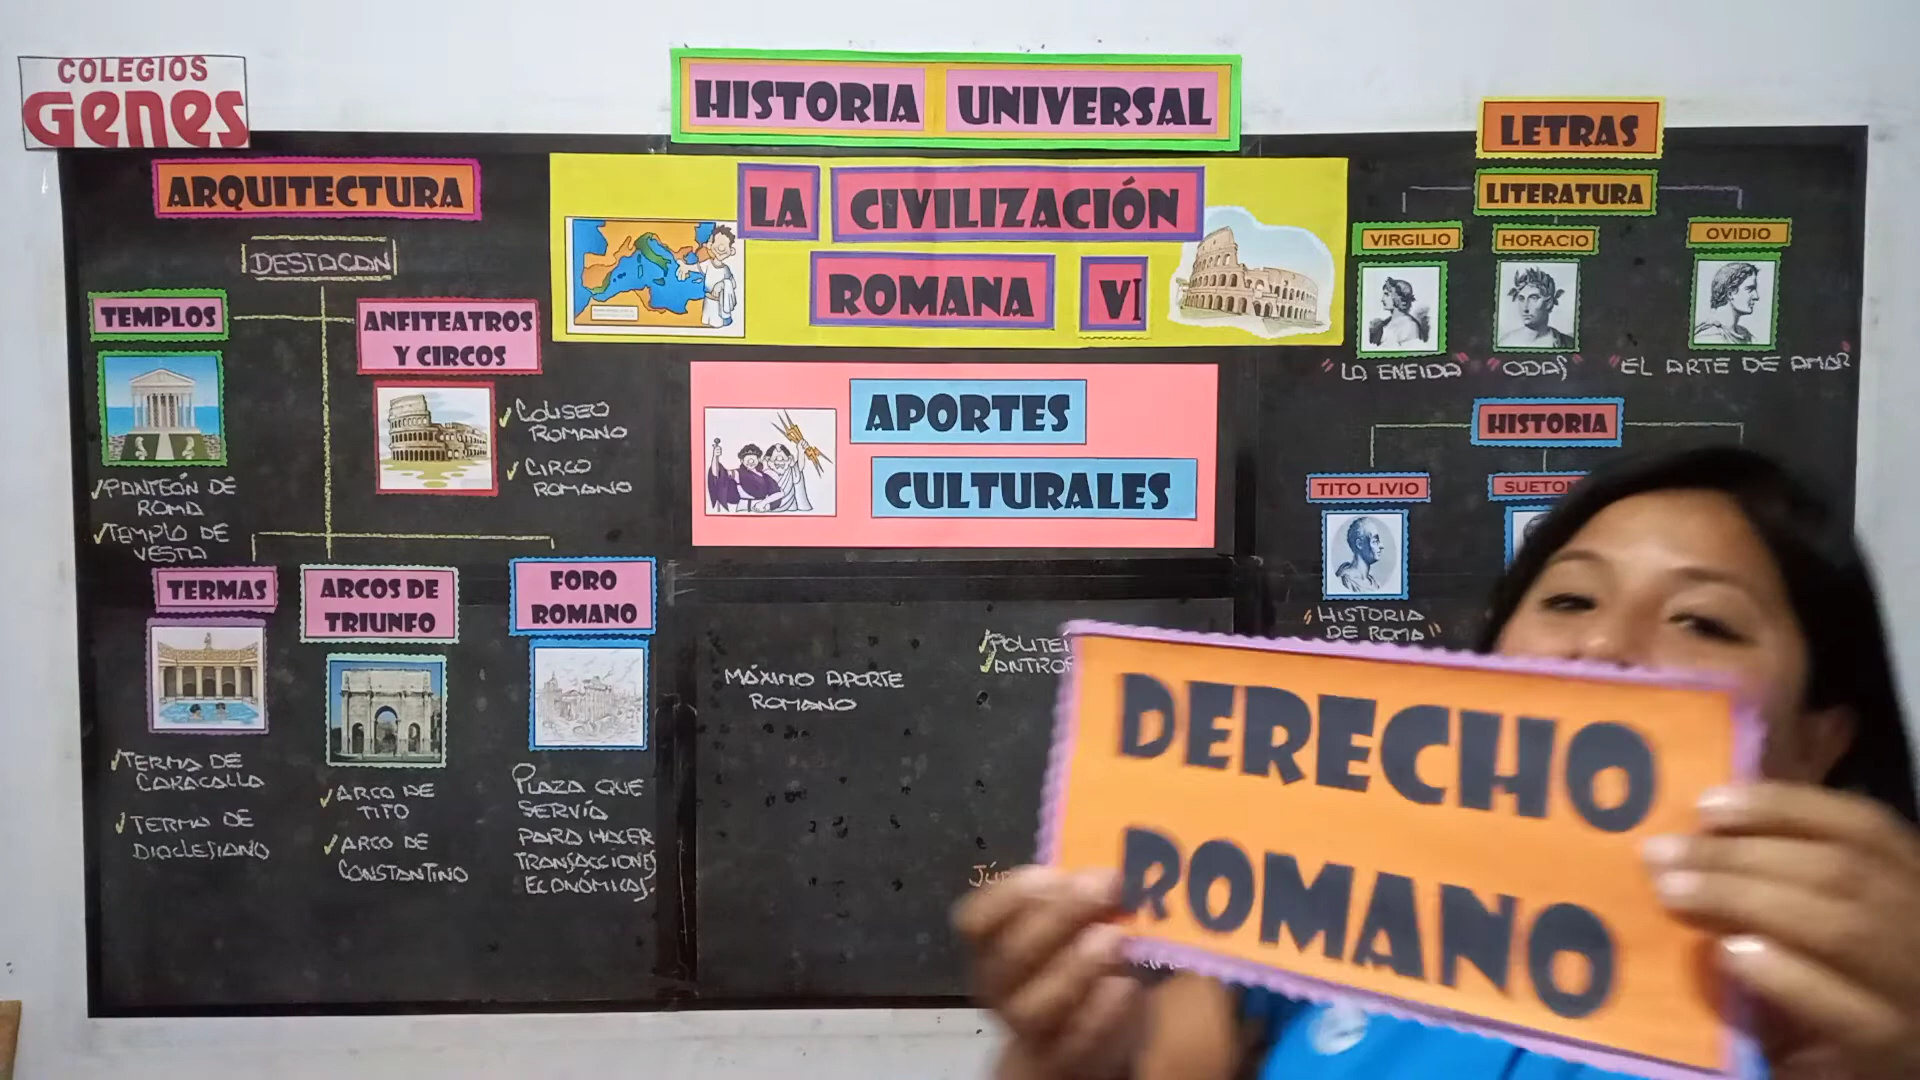 COLEGIOS
Genes
HISTORIA UNIVERSAL
LA CIVILIZACIÓN
ROMANA VI
APORTES
CULTURALES
ARQUITECTURA
DESTACAN
TEMPLOS
✓PANTEÓN DE
ROMA
✓TEMPLO DE
VESTA
ANFITEATROS
Y CIRCOS
✓COLISEO
ROMANO
✓CIRCO
ROMANO
TERMAS
✓TERMA DE
CARACALLA
✓TERMA DE
DIOCLESIANO
ARCOS DE
TRIUNFO
✓ARCO DE
TITO
✓ARCO DE
CONSTANTINO
FORO
ROMANO
PLAZA QUE
SERVÍA
PARA HACER
TRANSACCIONES
ECONÓMICAS.
MÁXIMO APORTE
ROMANO
DERECHO
ROMANO
LETRAS
LITERATURA
VIRGILIO
"LA ENEIDA"
HORACIO
"ODAS"
OVIDIO
"EL ARTE DE AMAR"
HISTORIA
TITO LIVIO
"HISTORIA
DE ROMA"